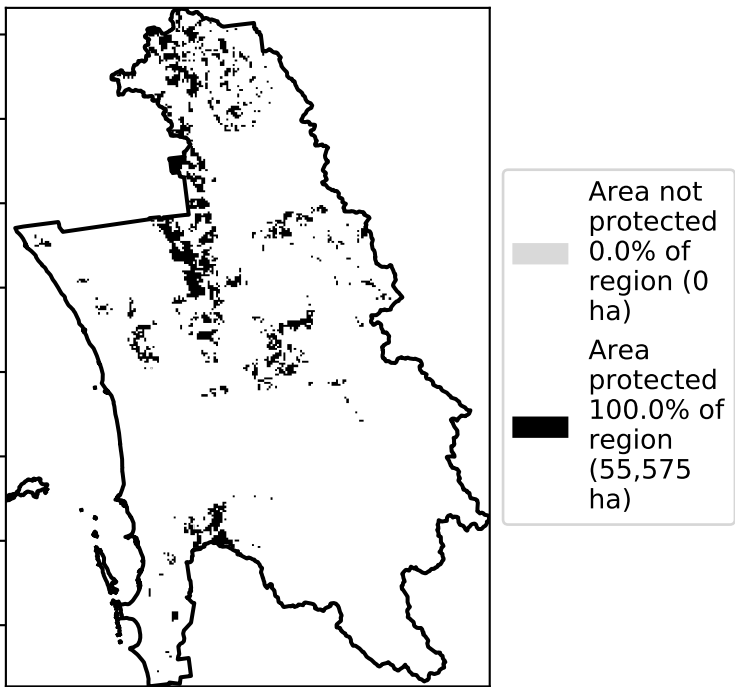 Area not
protected
0.0% of
region (0
ha)
Area
protected
100.0% of
region
(55,575
ha)